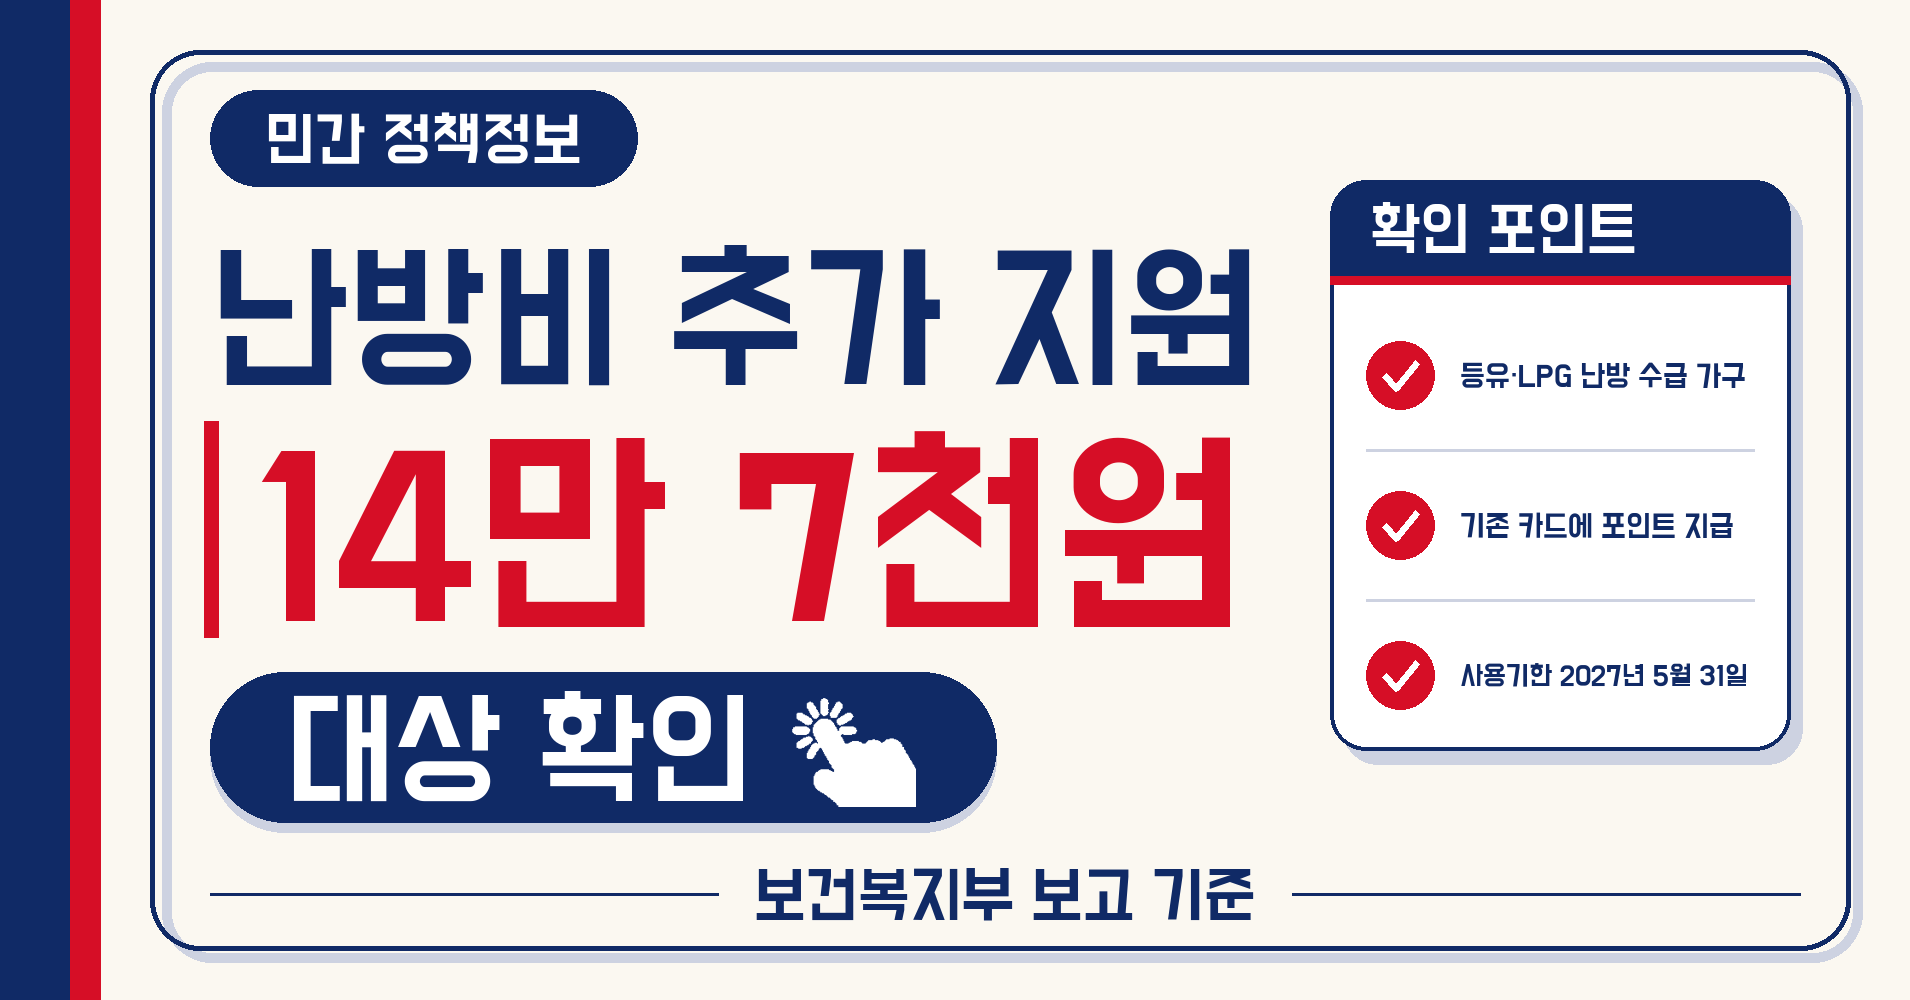 민간 정책정보
난방비 추가 지원
14만 7천원
대상 확인
확인 포인트
등유·LPG 난방 수급 가구
기존 카드에 포인트 지급
사용기한 2027년 5월 31일
보건복지부 보고 기준